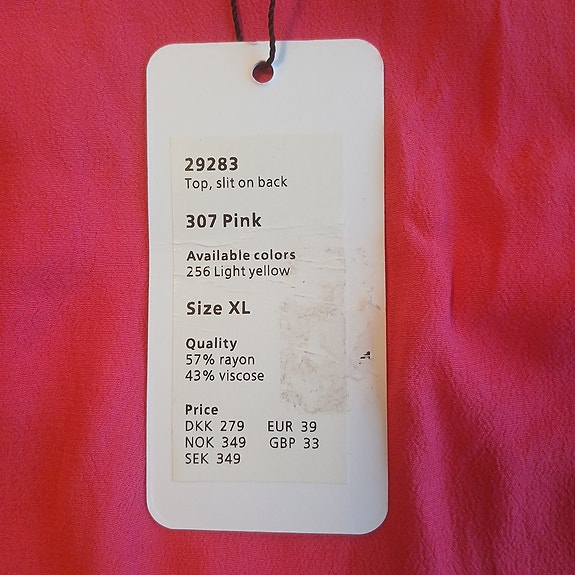 29283
Top, slit on back
307 Pink
Available colors
256 Light yellow
Size XL
Quality
57% rayon
43% viscose
Price
DKK 279 EUR 39
NOK 349 GBP 33
SEK 349